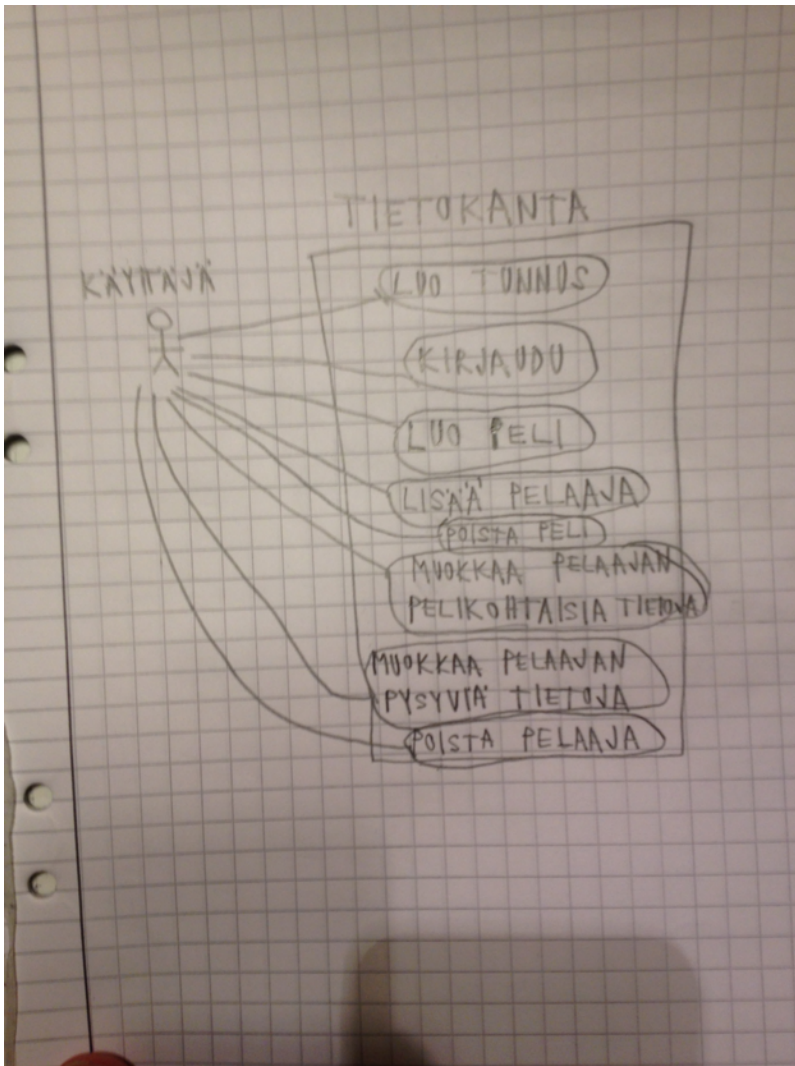 TIETOKANTA
KÄYTTÄJÄ
LUO TUNNUS
KIRJAUDU
LUO PELI
LISÄÄ PELAAJA
POISTA PELI
MUOKKAA PELAAJAN
PELIKOHTAISIA TIETOJA
MUOKKAA PELAAJAN
PYSYVIÄ TIETOJA
POISTA PELAAJA